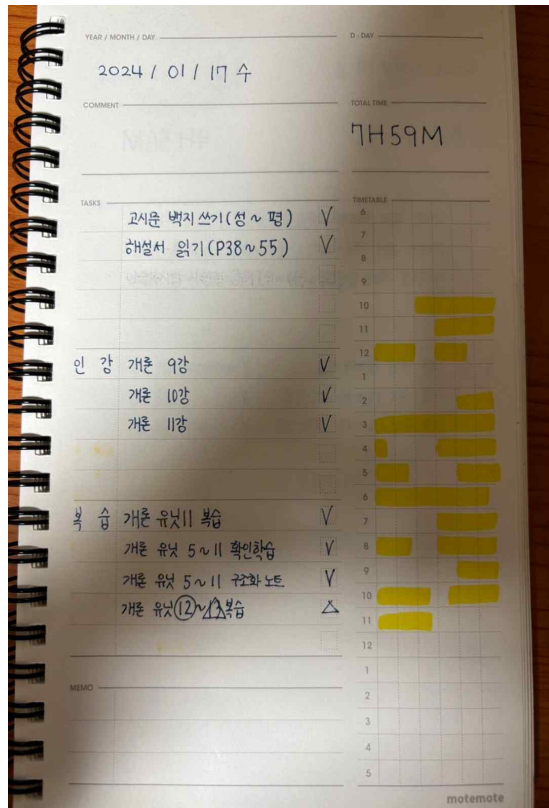 YEAR / MONTH / DAY
D-DAY
2024 / 01 / 17 수
COMMENT
TOTAL TIME
7H 59M
TASKS
TIMETABLE
고시문 백지쓰기(성~평) V
해설서 읽기(P38~55) V
인강 개론 9강 V
개론 10강 V
개론 11강 V
복습 개론 유닛11 복습 V
개론 유닛 5~11 확인학습 V
개론 유닛 5~11 구조화 노트 V
개론 유닛 12~13 복습 △
6
7
8
9
10
11
12
1
2
3
4
5
6
7
8
9
10
11
12
1
2
3
4
5
MEMO
motemote